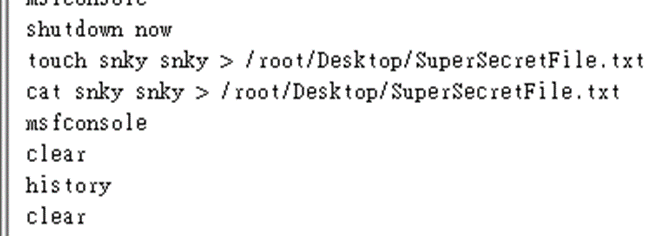 msfconsole
shutdown now
touch snky snky > /root/Desktop/SuperSecretFile.txt
cat snky snky > /root/Desktop/SuperSecretFile.txt
msfconsole
clear
history
clear